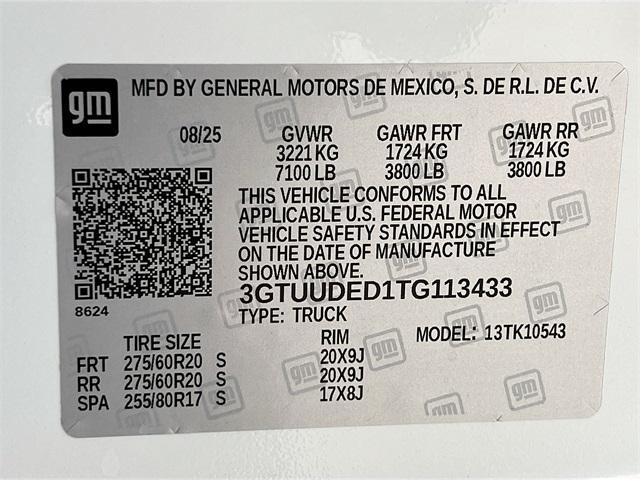 gm MFD BY GENERAL MOTORS DE MEXICO, S. DE R.L. DE C.V.
08/25 GVWR GAWR FRT GAWR RR
3221 KG 1724 KG 1724 KG
7100 LB 3800 LB 3800 LB
THIS VEHICLE CONFORMS TO ALL
APPLICABLE U.S. FEDERAL MOTOR
VEHICLE SAFETY STANDARDS IN EFFECT
ON THE DATE OF MANUFACTURE
SHOWN ABOVE.
3GTUUDED1TG113433
8624 TYPE: TRUCK
TIRE SIZE RIM MODEL: 13TK10543
FRT 275/60R20 S 20X9J
RR 275/60R20 S 20X9J
SPA 255/80R17 S 17X8J